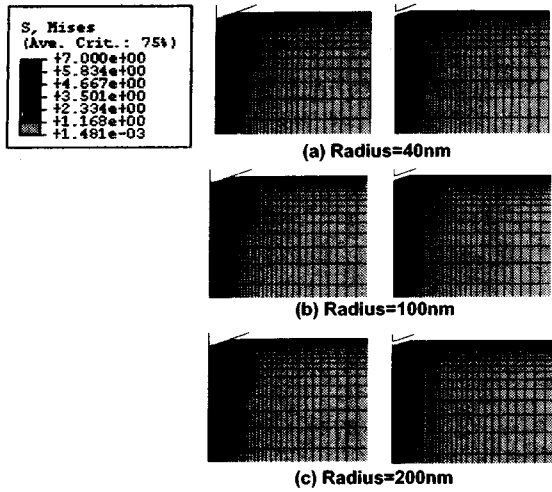 S, Mises
(Ave. Crit.: 75%)
+7.000e+00
+5.834e+00
+4.667e+00
+3.501e+00
+2.334e+00
+1.168e+00
+1.481e-03
(a) Radius=40nm
(b) Radius=100nm
(c) Radius=200nm